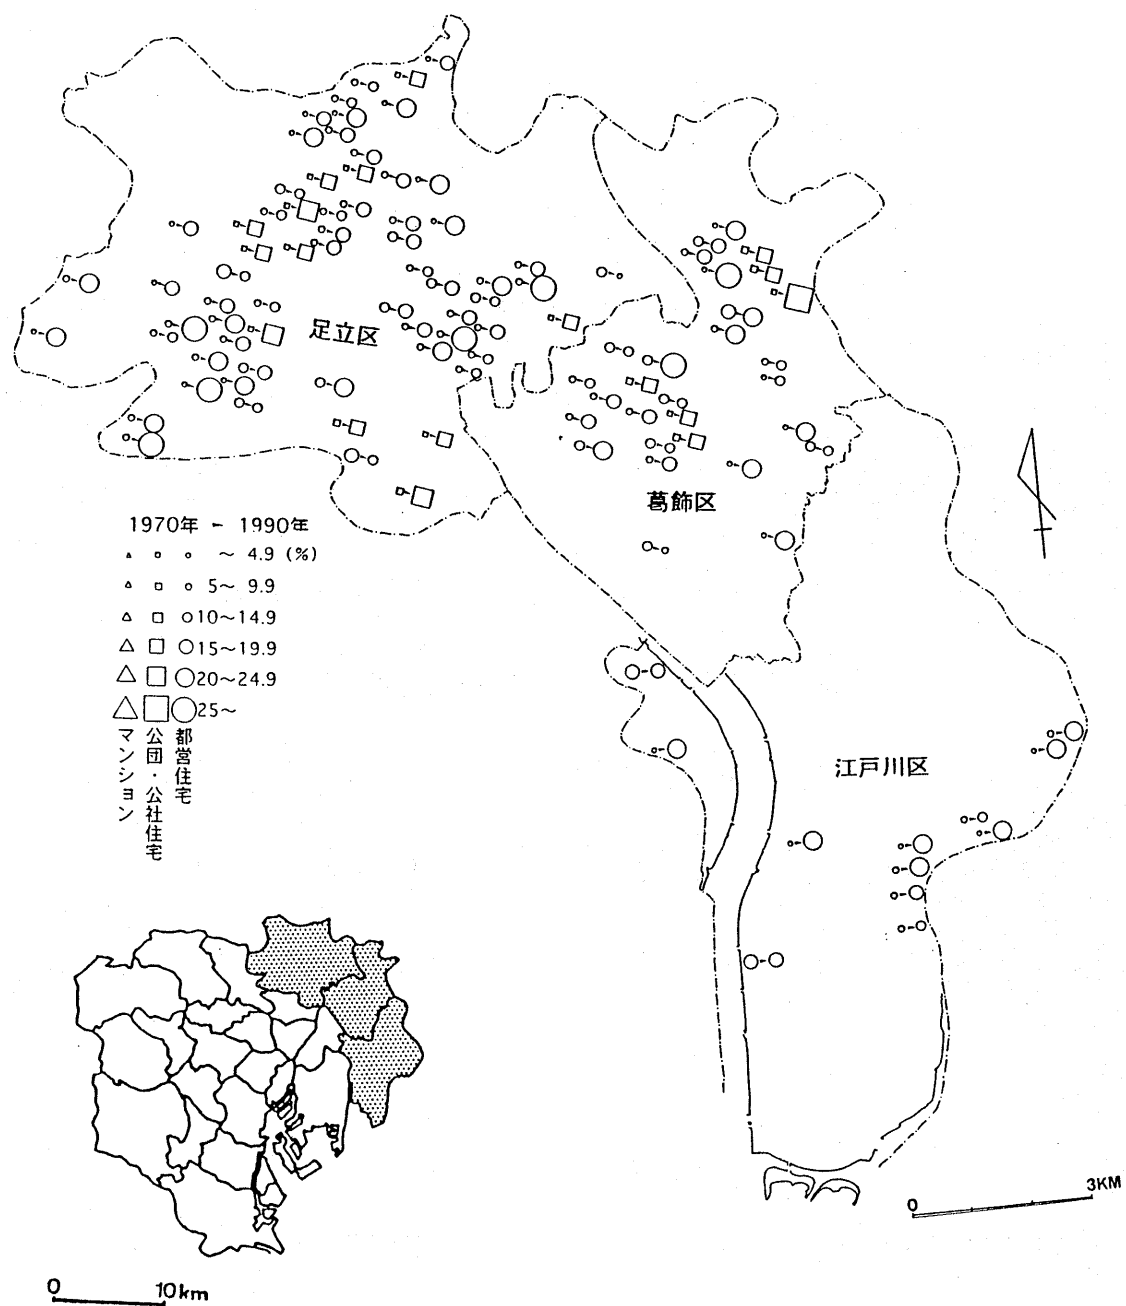 足立区
葛飾区
江戸川区
1970年 - 1990年
～ 4.9 (%)
5～ 9.9
10～14.9
15～19.9
20～24.9
25～
マンション
公団・公社住宅
都営住宅
0 3KM
0 10km